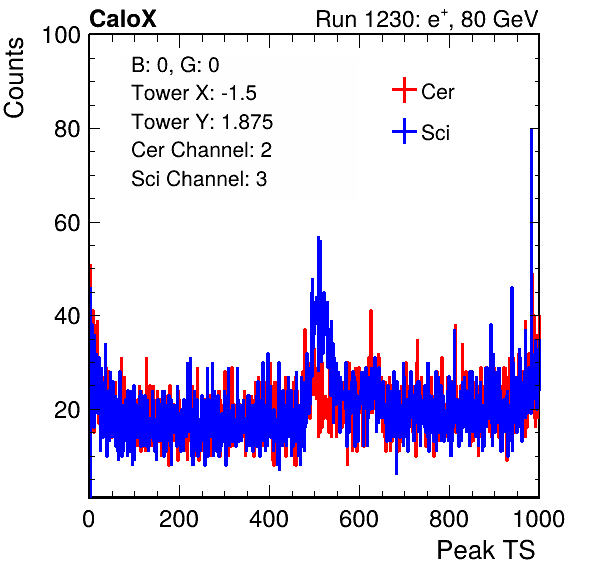 CaloX Run 1230: e⁺, 80 GeV
Counts
100
80
60
40
20
B: 0, G: 0
Tower X: -1.5
Tower Y: 1.875
Cer Channel: 2
Sci Channel: 3
Cer
Sci
0 200 400 600 800 1000
Peak TS